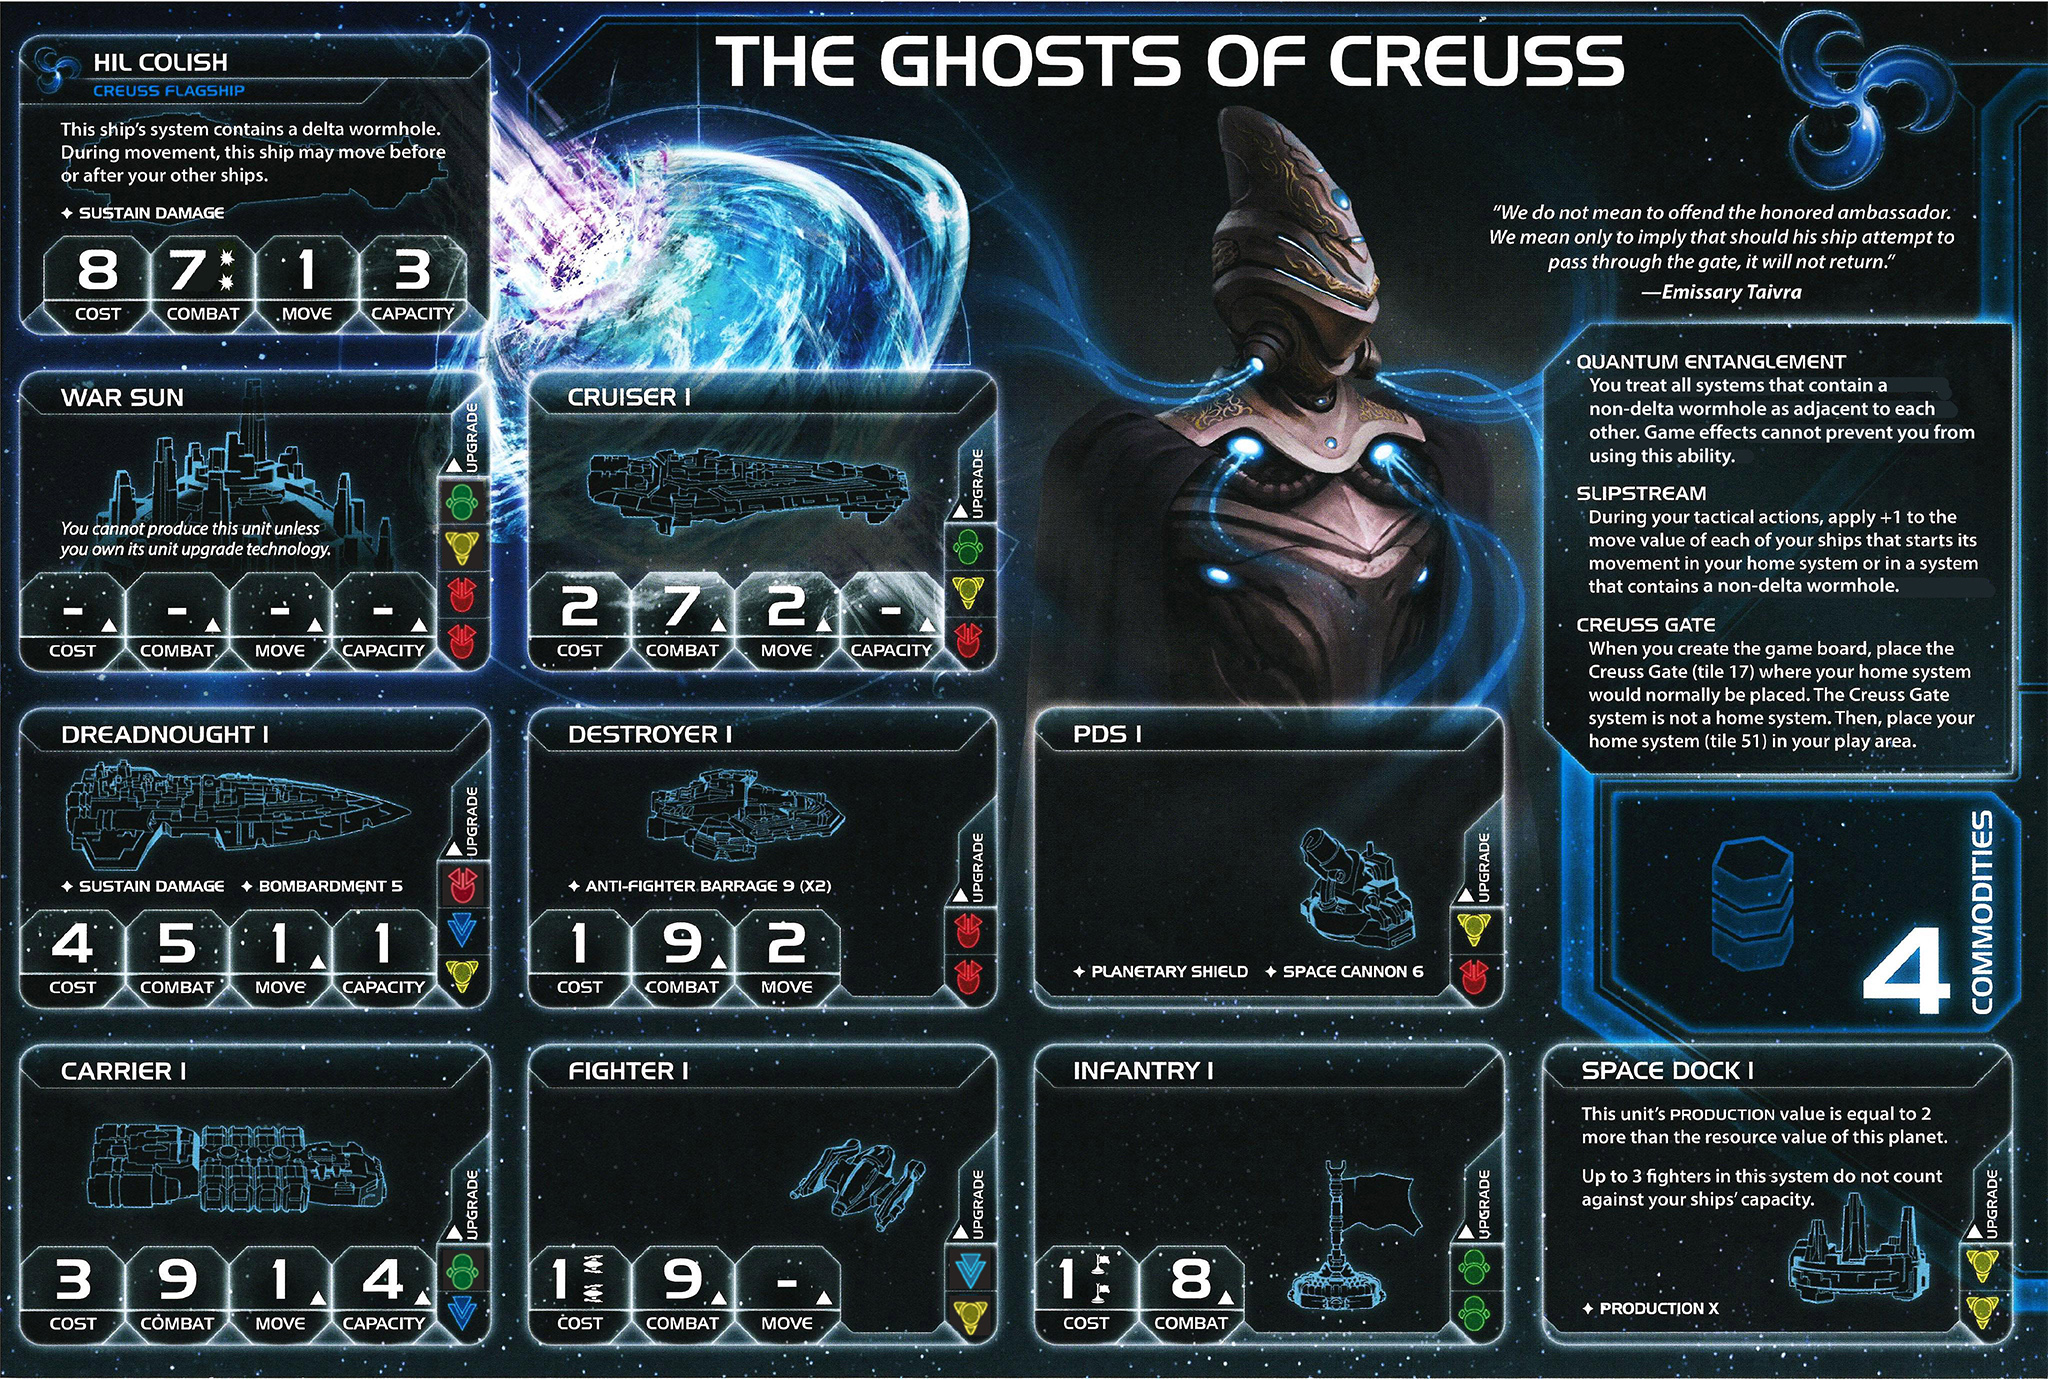 THE GHOSTS OF CREUSS
HIL COLISH
CREUSS FLAGSHIP
This ship's system contains a delta wormhole.
During movement, this ship may move before
or after your other ships.
✦ SUSTAIN DAMAGE
8 7 1 3
COST COMBAT MOVE CAPACITY
"We do not mean to offend the honored ambassador.
We mean only to imply that should his ship attempt to
pass through the gate, it will not return."
—Emissary Taivra
QUANTUM ENTANGLEMENT
You treat all systems that contain a
non-delta wormhole as adjacent to each
other. Game effects cannot prevent you from
using this ability.
SLIPSTREAM
During your tactical actions, apply +1 to the
move value of each of your ships that starts its
movement in your home system or in a system
that contains a non-delta wormhole.
CREUSS GATE
When you create the game board, place the
Creuss Gate (tile 17) where your home system
would normally be placed. The Creuss Gate
system is not a home system. Then, place your
home system (tile 51) in your play area.
WAR SUN
UPGRADE
You cannot produce this unit unless
you own its unit upgrade technology.
- - - -
COST COMBAT MOVE CAPACITY
CRUISER I
UPGRADE
2 7 2 -
COST COMBAT MOVE CAPACITY
DREADNOUGHT I
UPGRADE
✦ SUSTAIN DAMAGE ✦ BOMBARDMENT 5
4 5 1 1
COST COMBAT MOVE CAPACITY
DESTROYER I
UPGRADE
✦ ANTI-FIGHTER BARRAGE 9 (X2)
1 9 2
COST COMBAT MOVE
PDS I
UPGRADE
✦ PLANETARY SHIELD ✦ SPACE CANNON 6
4
COMMODITIES
CARRIER I
UPGRADE
3 9 1 4
COST COMBAT MOVE CAPACITY
FIGHTER I
UPGRADE
1 9 -
COST COMBAT MOVE
INFANTRY I
UPGRADE
1 8
COST COMBAT
SPACE DOCK I
This unit's PRODUCTION value is equal to 2
more than the resource value of this planet.
Up to 3 fighters in this system do not count
against your ships' capacity.
UPGRADE
✦ PRODUCTION X